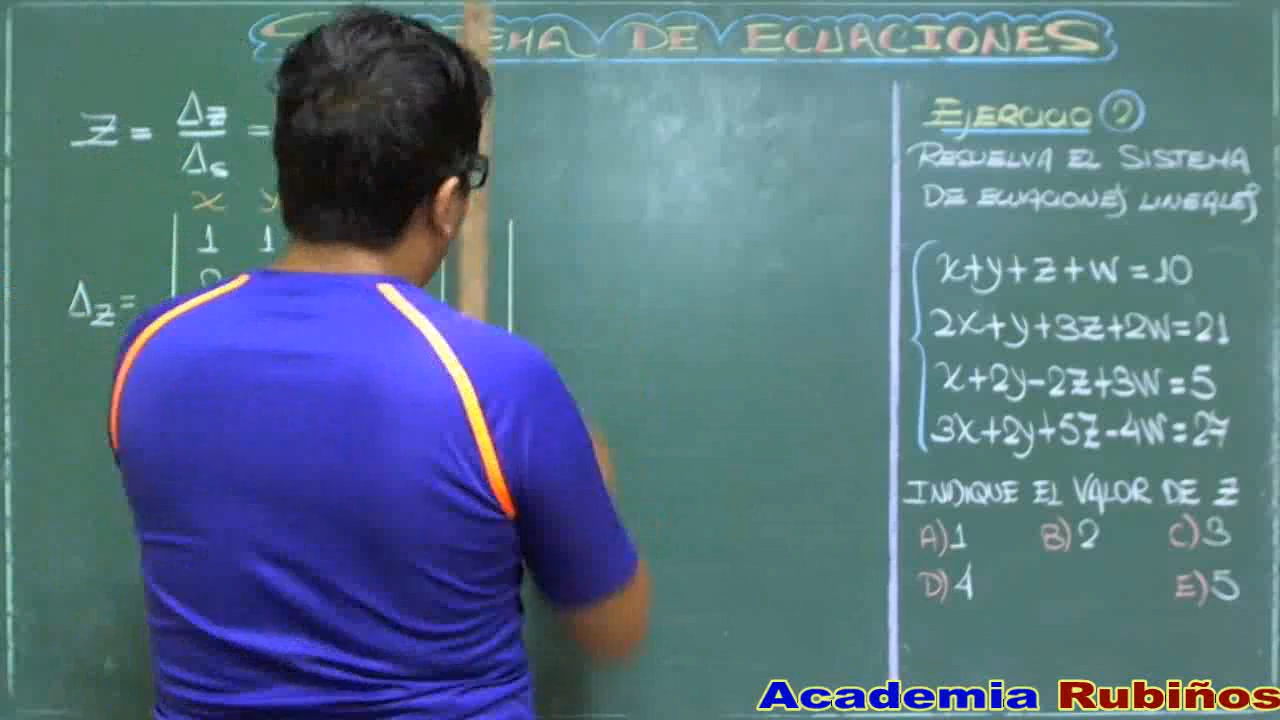 DE ECUACIONES
Z = Δz =
Δs
x y
1 1
Δz =
EJERCICIO
RESUELVA EL SISTEMA
DE ECUACIONES LINEALES
x+y+z+w=10
2x+y+3z+2w=21
x+2y-2z+3w=5
3x+2y+5z-4w=27
INDIQUE EL VALOR DE Z
A) 1 B) 2 C) 3
D) 4 E) 5
Academia Rubiños